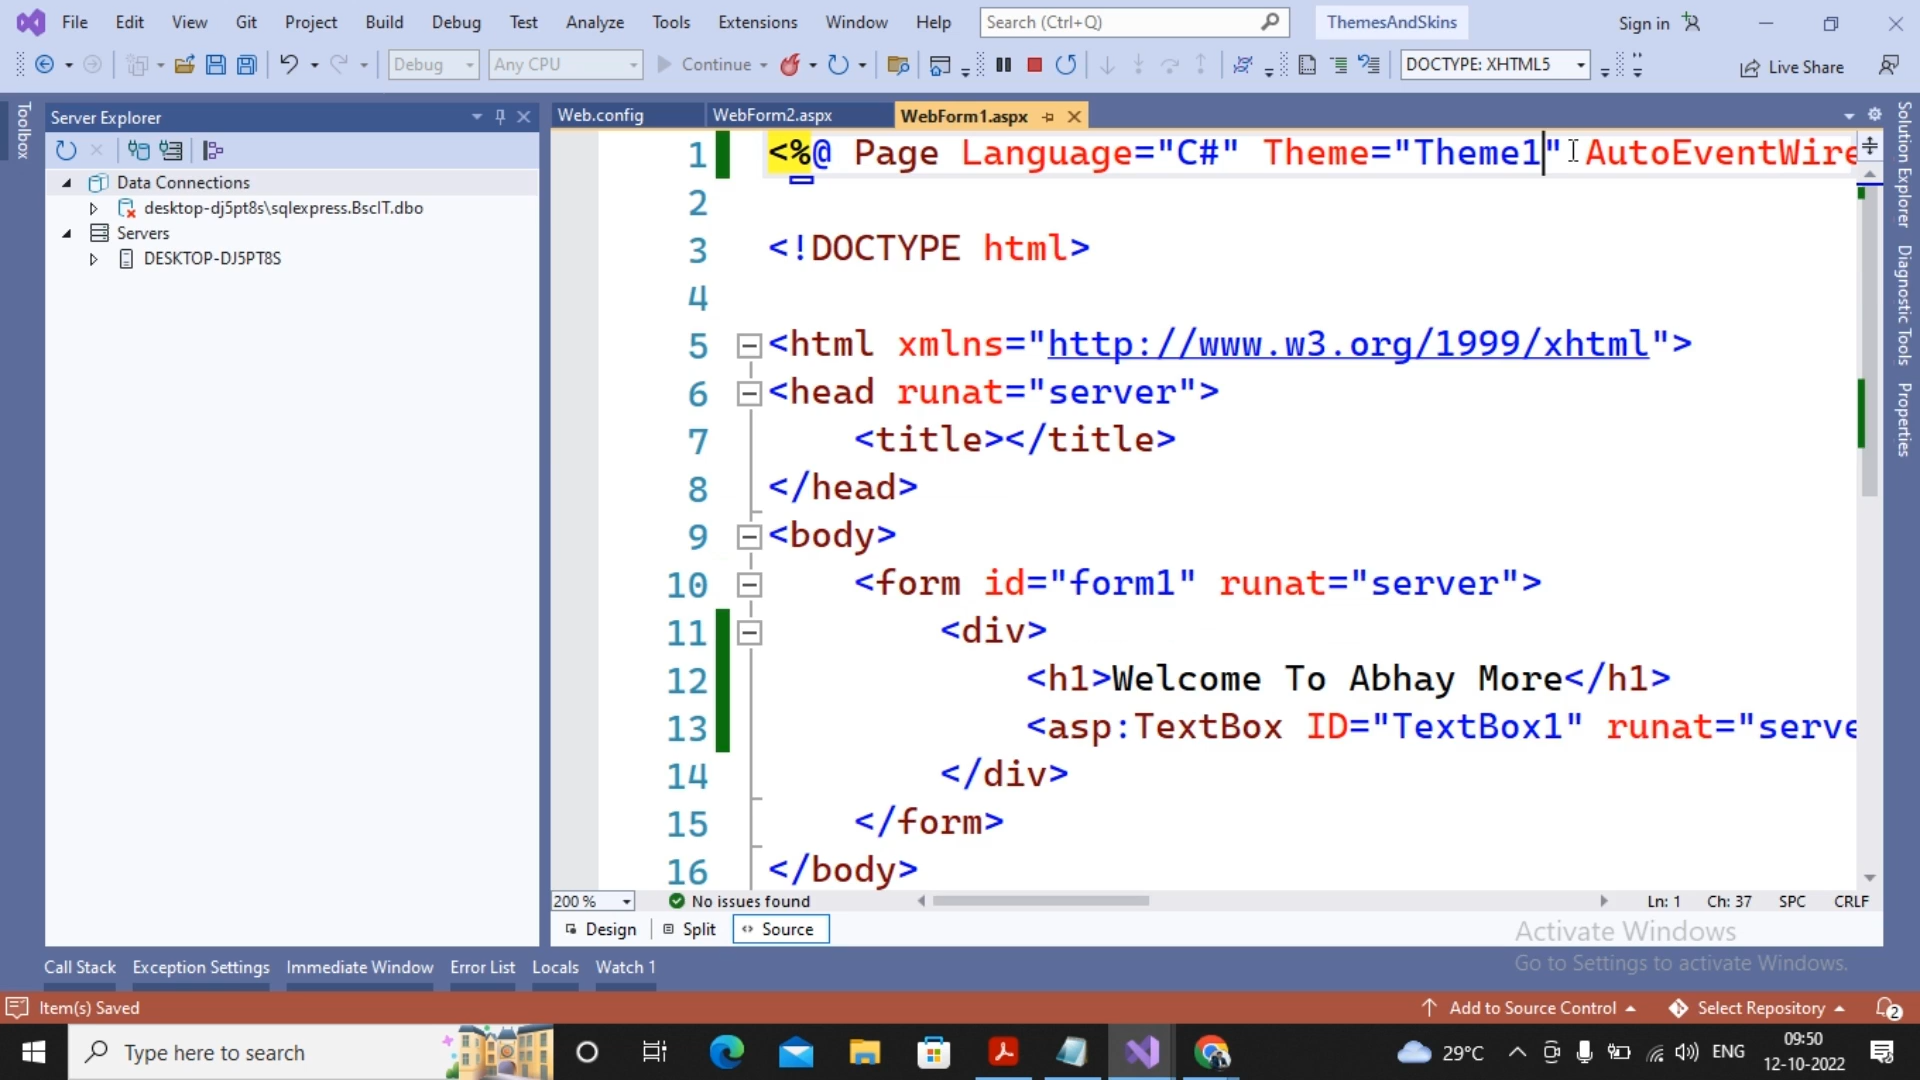 File Edit View Git Project Build Debug Test Analyze Tools Extensions Window Help Search (Ctrl+Q) ThemesAndSkins Sign in
Debug Any CPU Continue DOCTYPE: XHTML5 Live Share
Toolbox
Server Explorer
Data Connections
desktop-dj5pt8s\sqlexpress.BscIT.dbo
Servers
DESKTOP-DJ5PT8S
Web.config WebForm2.aspx WebForm1.aspx
1 <%@ Page Language="C#" Theme="Theme1" AutoEventWire
2
3 <!DOCTYPE html>
4
5 <html xmlns="http://www.w3.org/1999/xhtml">
6 <head runat="server">
7 <title></title>
8 </head>
9 <body>
10 <form id="form1" runat="server">
11 <div>
12 <h1>Welcome To Abhay More</h1>
13 <asp:TextBox ID="TextBox1" runat="serve
14 </div>
15 </form>
16 </body>
200 % No issues found Ln: 1 Ch: 37 SPC CRLF
Design Split Source
Solution Explorer
Diagnostic Tools
Properties
Activate Windows
Go to Settings to activate Windows.
Call Stack Exception Settings Immediate Window Error List Locals Watch 1
Item(s) Saved Add to Source Control Select Repository 2
Type here to search 29°C ENG 09:50
12-10-2022